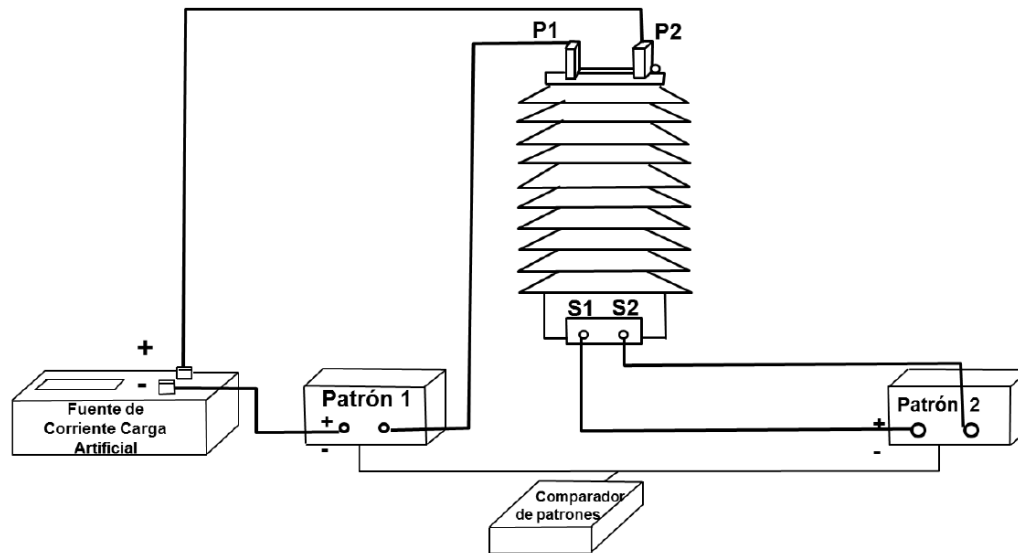 P1
P2
S1 S2
+
-
Fuente de
Corriente Carga
Artificial
Patrón 1
+
-
Patrón 2
+
-
Comparador
de patrones